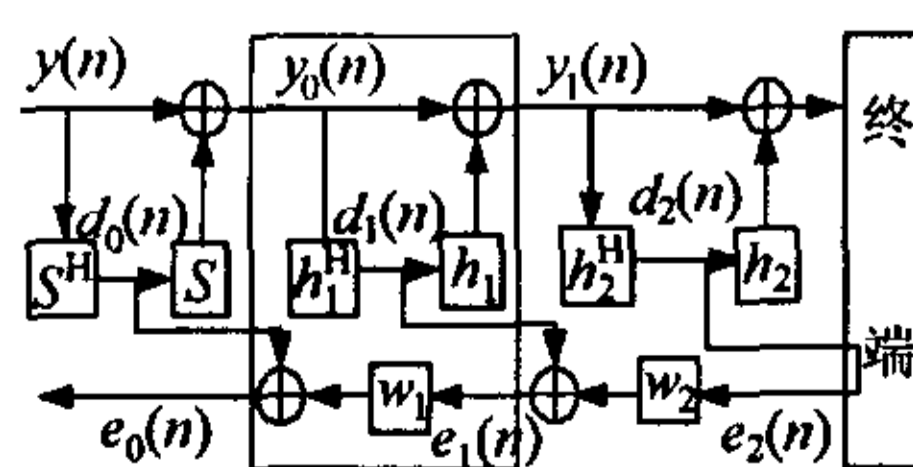 y(n) y₀(n) y₁(n) 终
d₀(n) d₁(n) d₂(n)
Sᴴ S h₁ᴴ h₁ h₂ᴴ h₂
端
w₁ w₂
e₀(n) e₁(n) e₂(n)